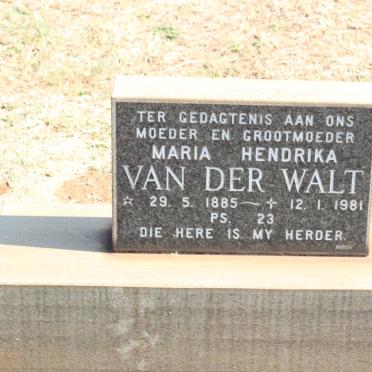 TER GEDAGTENIS AAN ONS
MOEDER EN GROOTMOEDER
MARIA HENDRIKA
VAN DER WALT
☆ 29. 5. 1885 — ✝ 12. 1. 1981
PS. 23
DIE HERE IS MY HERDER